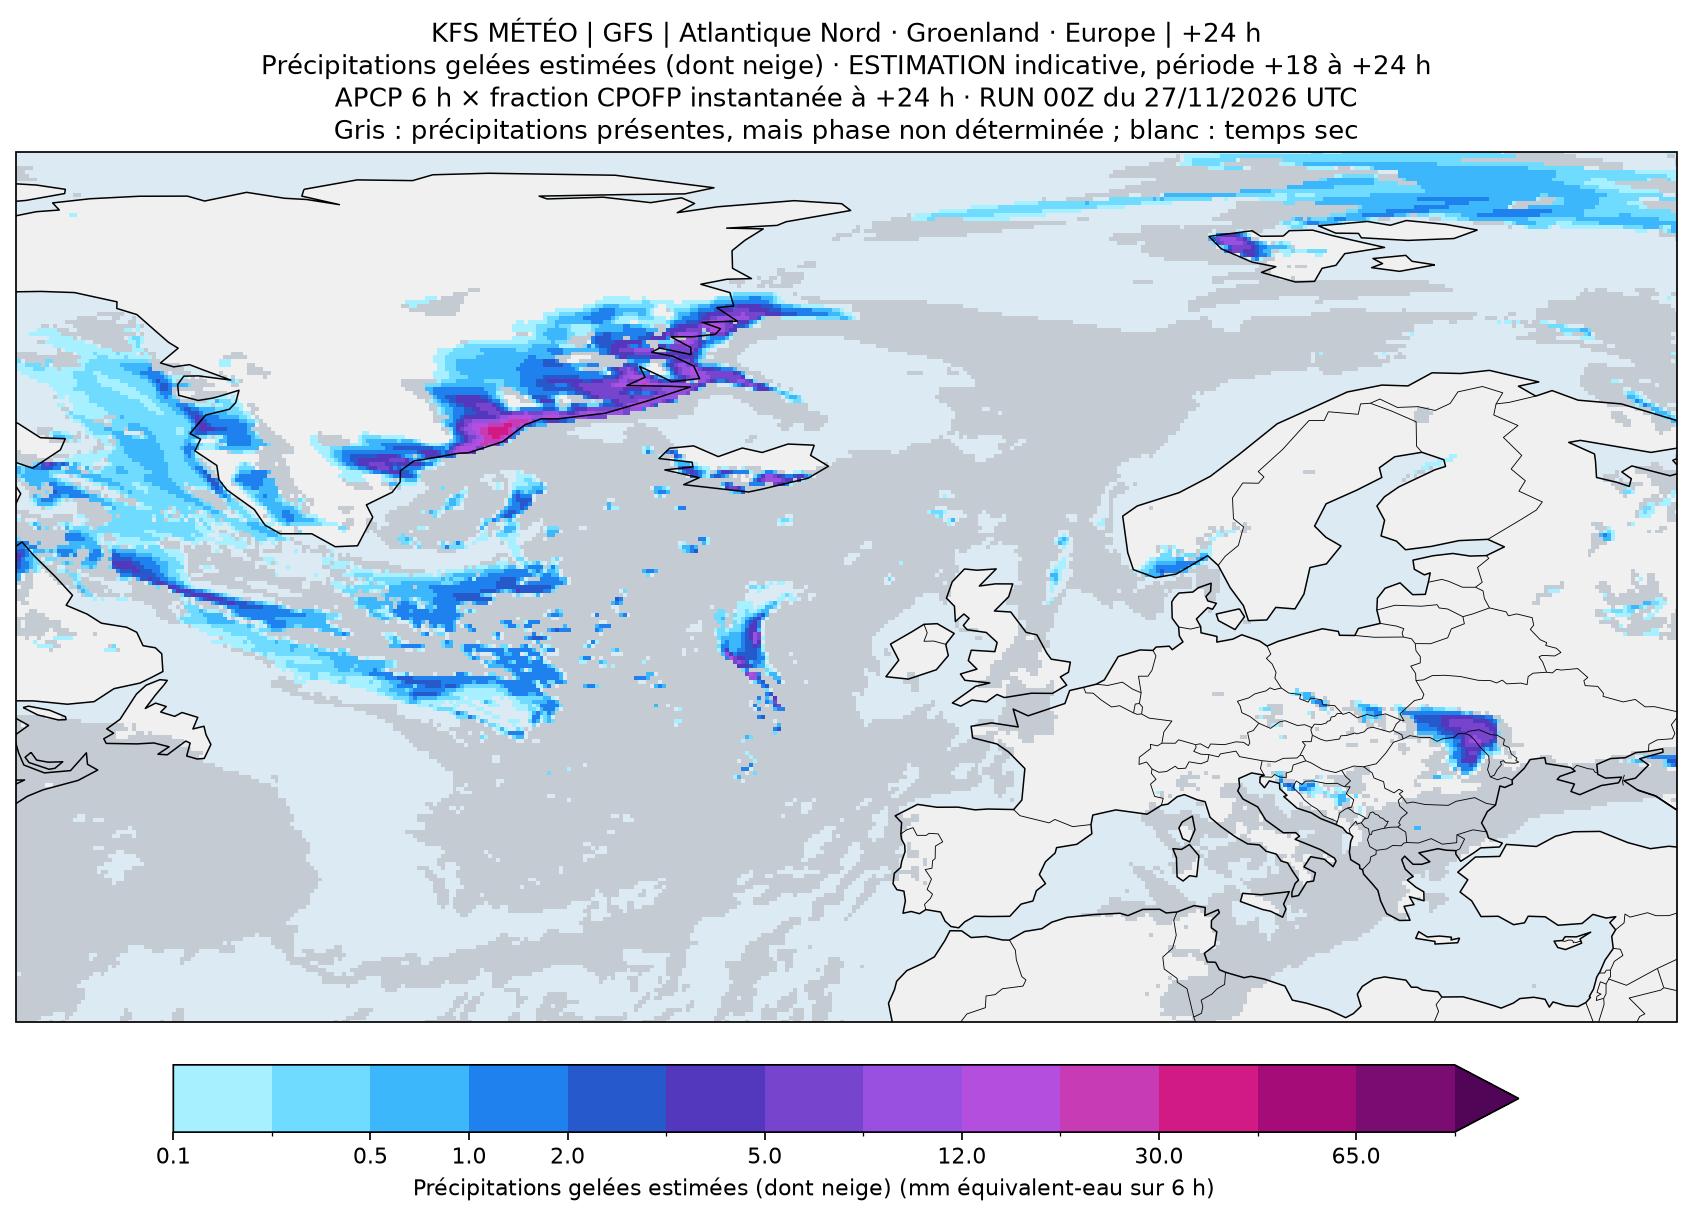 KFS MÉTÉO | GFS | Atlantique Nord · Groenland · Europe | +24 h
Précipitations gelées estimées (dont neige) · ESTIMATION indicative, période +18 à +24 h
APCP 6 h × fraction CPOFP instantanée à +24 h · RUN 00Z du 27/11/2026 UTC
Gris : précipitations présentes, mais phase non déterminée ; blanc : temps sec
0.1 0.5 1.0 2.0 5.0 12.0 30.0 65.0
Précipitations gelées estimées (dont neige) (mm équivalent-eau sur 6 h)